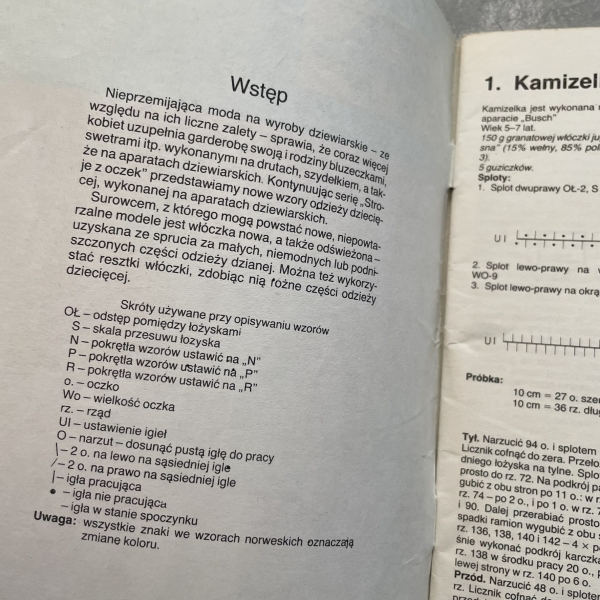 Wstęp
Nieprzemijająca moda na wyroby dziewiarskie – ze
względu na ich liczne zalety – sprawia, że coraz więcej
kobiet uzupełnia garderobę swoją i rodziny bluzeczkami,
swetrami itp. wykonanymi na drutach, szydełkiem, a tak-
że na aparatach dziewiarskich. Kontynuując serię „Stro-
je z oczek” przedstawiamy nowe wzory odzieży dziecię-
cej, wykonanej na aparatach dziewiarskich.
Surowcem, z którego mogą powstać nowe, niepowta-
rzalne modele jest włóczka nowa, a także odświeżona –
uzyskana ze sprucia za małych, niemodnych lub podni-
szczonych części odzieży dzianej. Można też wykorzy-
stać resztki włóczki, zdobiąc nią rożne części odzieży
dziecięcej.
Skróty używane przy opisywaniu wzorów
OŁ – odstęp pomiędzy łożyskami
S – skala przesuwu łozyska
N – pokrętła wzorów ustawić na „N”
P – pokrętła wzorów ustawić na „P”
R – pokrętła wzorów ustawić na „R”
o. – oczko
Wo – wielkość oczka
rz. – rząd
UI – ustawienie igieł
O – narzut – dosunąć pustą igłę do pracy
\ – 2 o. na lewo na sąsiedniej igle
/ – 2 o. na prawo na sąsiedniej igle
| – igła pracująca
• – igła nie pracująca
– igła w stanie spoczynku
Uwaga: wszystkie znaki we wzorach norweskich oznaczają
zmianę koloru.
1. Kamizel
Kamizelka jest wykonana
aparacie „Busch”
Wiek 5–7 lat.
150 g granatowej włóczki
sna” (15% wełny, 85%
3).
5 guziczków.
Sploty:
1. Splot dwuprawy OŁ-2, S
UI
2. Splot lewo-prawy na
WO-9
3. Splot lewo-prawy na
UI
Próbka:
10 cm = 27 o.
10 cm = 36 rz.
Tył. Narzucić 94 o. i splotem
Licznik cofnąć do zera.
dniego łożyska na tylne.
prosto do rz. 72. Na podkrój
gubić z obu stron po 11 o.: w
rz. 74 – po 2 o., i po 1 o. w rz.
i 90. Dalej przerabiać prosto
spadki ramion wygubić z obu
rz. 136, 138, 140 i 142 – 4 ×
śnie wykonać podkrój
rz. 138 w środku pracy 20 o.,
lewej strony w rz. 140 po 6 o.
Przód. Narzucić 48 o. i splotem
rz. Licznik cofnąć do